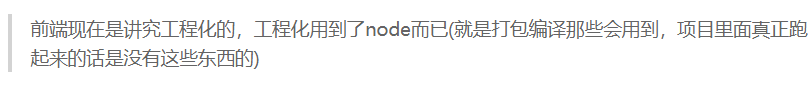 前端现在是讲究工程化的，工程化用到了node而已(就是打包编译那些会用到，项目里面真正跑
起来的话是没有这些东西的)